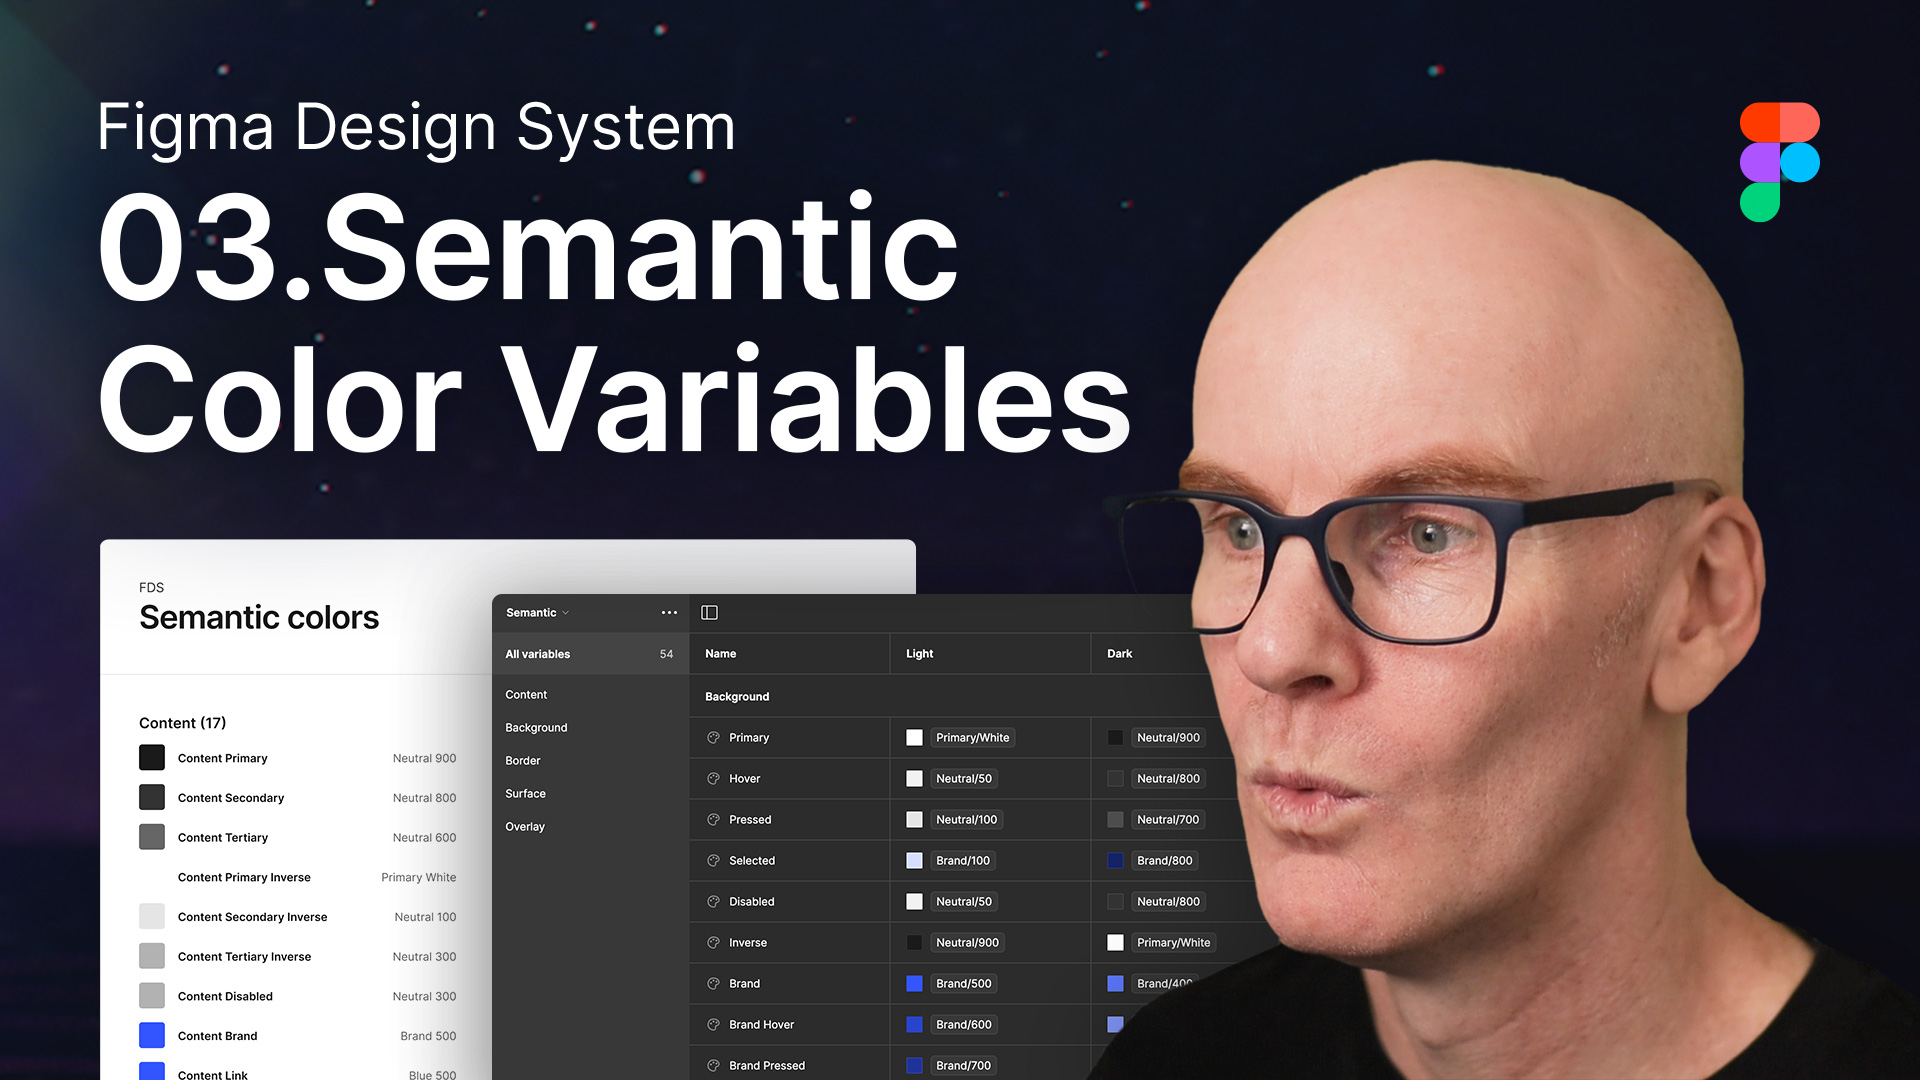 Figma Design System
03.Semantic
Color Variables
FDS
Semantic colors
Content (17)
Content Primary Neutral 900
Content Secondary Neutral 800
Content Tertiary Neutral 600
Content Primary Inverse Primary White
Content Secondary Inverse Neutral 100
Content Tertiary Inverse Neutral 300
Content Disabled Neutral 300
Content Brand Brand 500
Content Link Blue 500
Semantic
All variables 54
Content
Background
Border
Surface
Overlay
Name Light Dark
Background
Primary Primary/White Neutral/900
Hover Neutral/50 Neutral/800
Pressed Neutral/100 Neutral/700
Selected Brand/100 Brand/800
Disabled Neutral/50 Neutral/800
Inverse Neutral/900 Primary/White
Brand Brand/500 Brand/400
Brand Hover Brand/600
Brand Pressed Brand/700